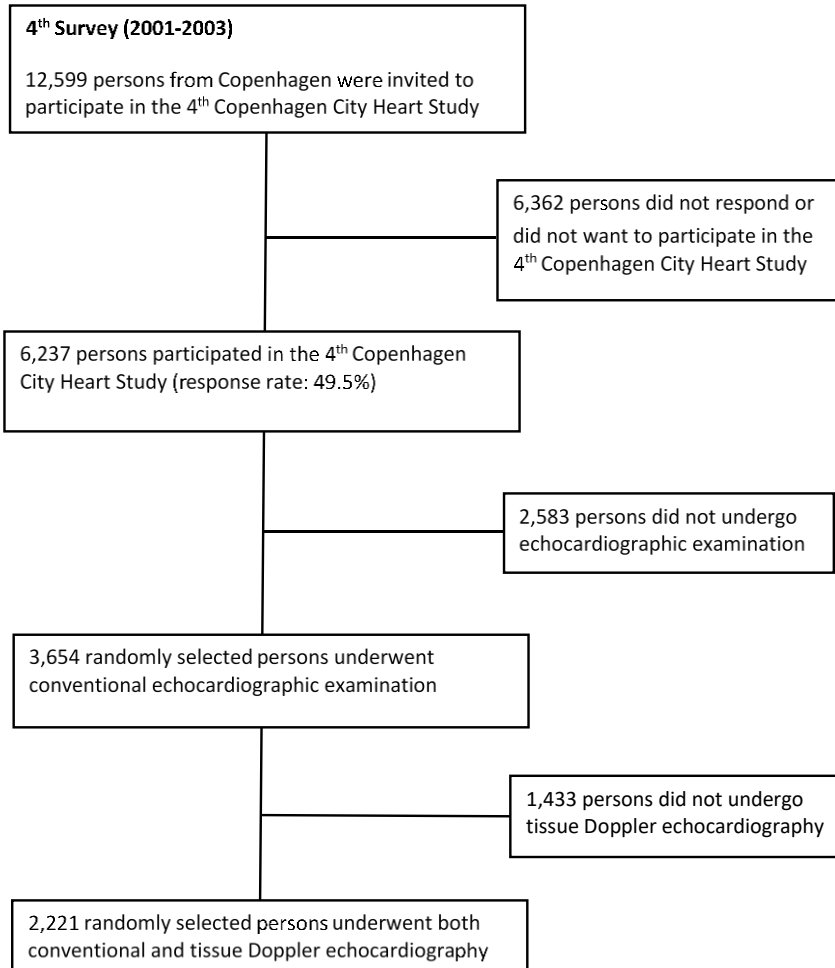 4th Survey (2001-2003)
12,599 persons from Copenhagen were invited to
participate in the 4th Copenhagen City Heart Study
6,362 persons did not respond or
did not want to participate in the
4th Copenhagen City Heart Study
6,237 persons participated in the 4th Copenhagen
City Heart Study (response rate: 49.5%)
2,583 persons did not undergo
echocardiographic examination
3,654 randomly selected persons underwent
conventional echocardiographic examination
1,433 persons did not undergo
tissue Doppler echocardiography
2,221 randomly selected persons underwent both
conventional and tissue Doppler echocardiography